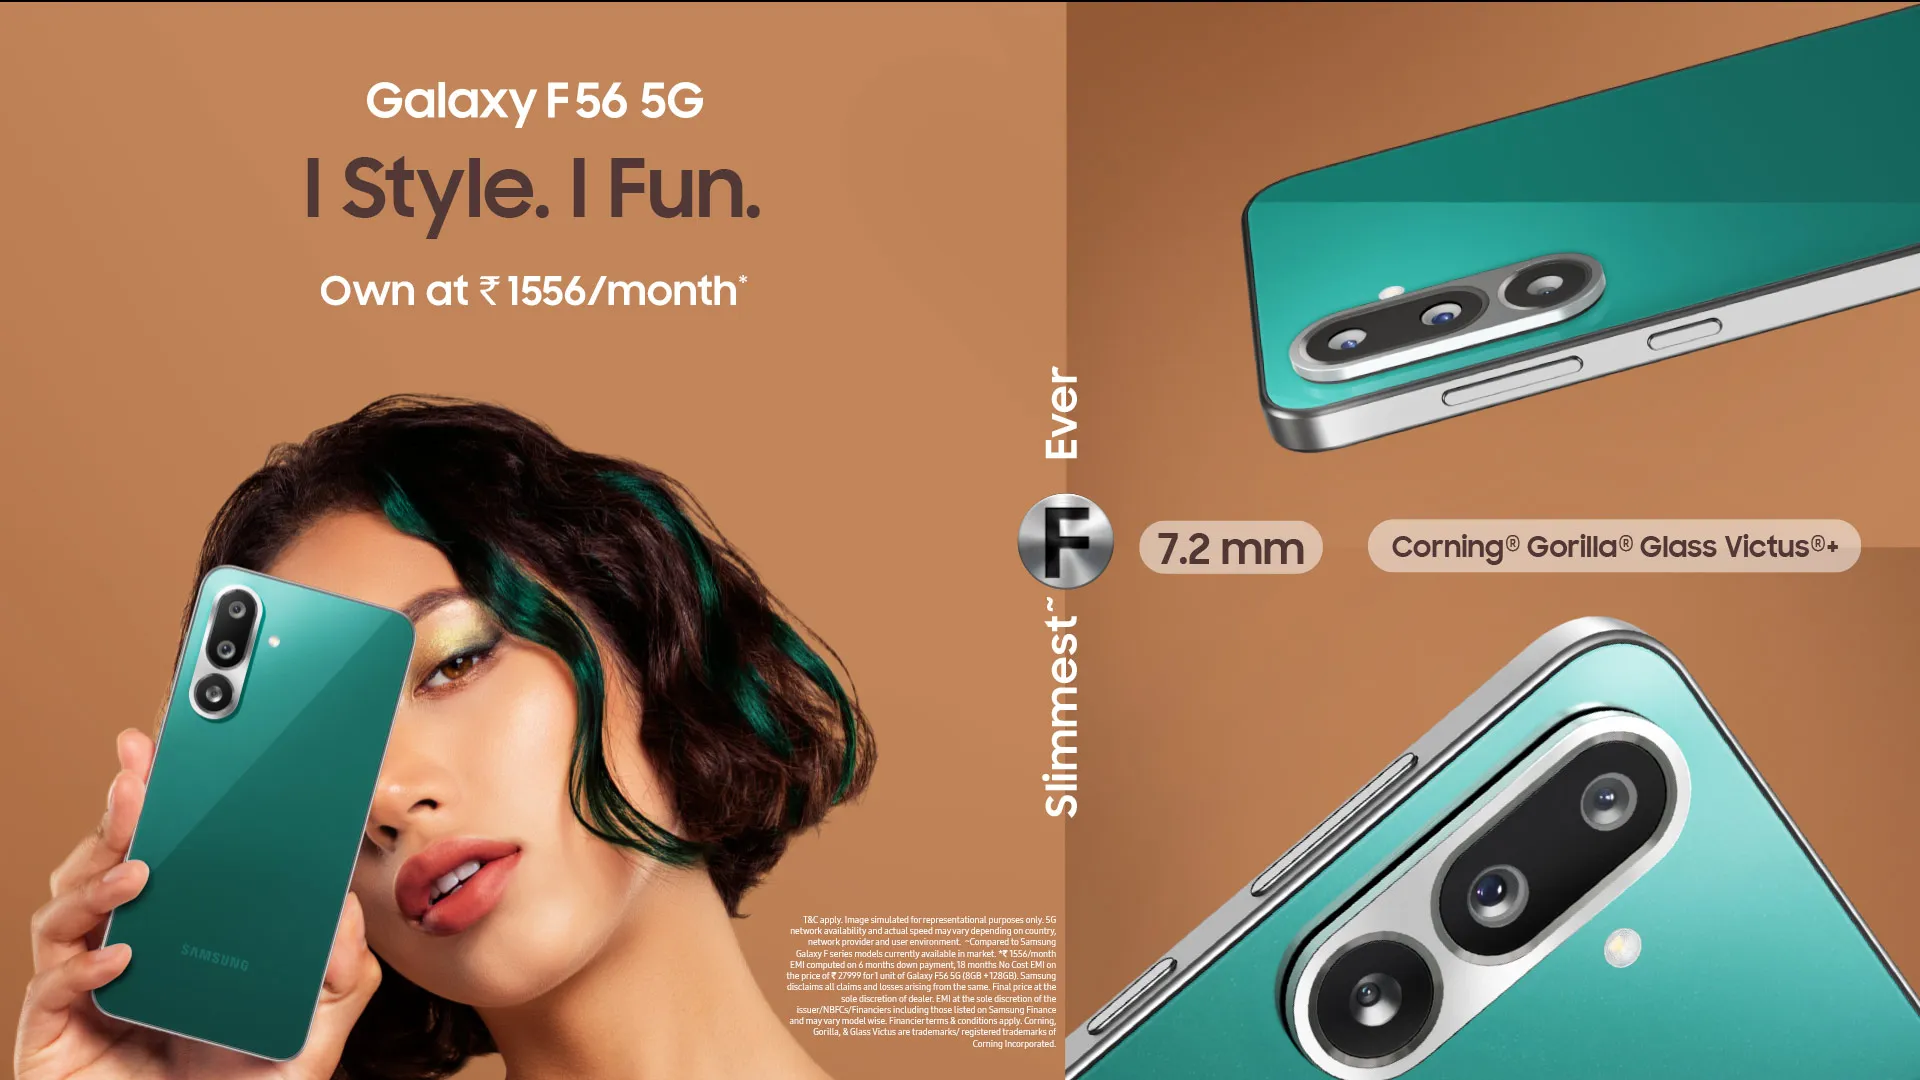 Galaxy F56 5G
I Style. I Fun.
Own at ₹1556/month*
SAMSUNG
Slimmest~ F Ever
7.2 mm
Corning® Gorilla® Glass Victus®+
T&C apply. Image simulated for representational purposes only. 5G
network availability and actual speed may vary depending on country,
network provider and user environment. ~Compared to Samsung
Galaxy F series models currently available in market. *₹1556/month
EMI computed on 6 months down payment, 18 months No Cost EMI on
the price of ₹27999 for 1 unit of Galaxy F56 5G (8GB +128GB). Samsung
disclaims all claims and losses arising from the same. Final price at the
sole discretion of dealer. EMI at the sole discretion of the
issuer/NBFCs/Financiers including those listed on Samsung Finance
and may vary model wise. Financier terms & conditions apply. Corning,
Gorilla, & Glass Victus are trademarks/ registered trademarks of
Corning Incorporated.